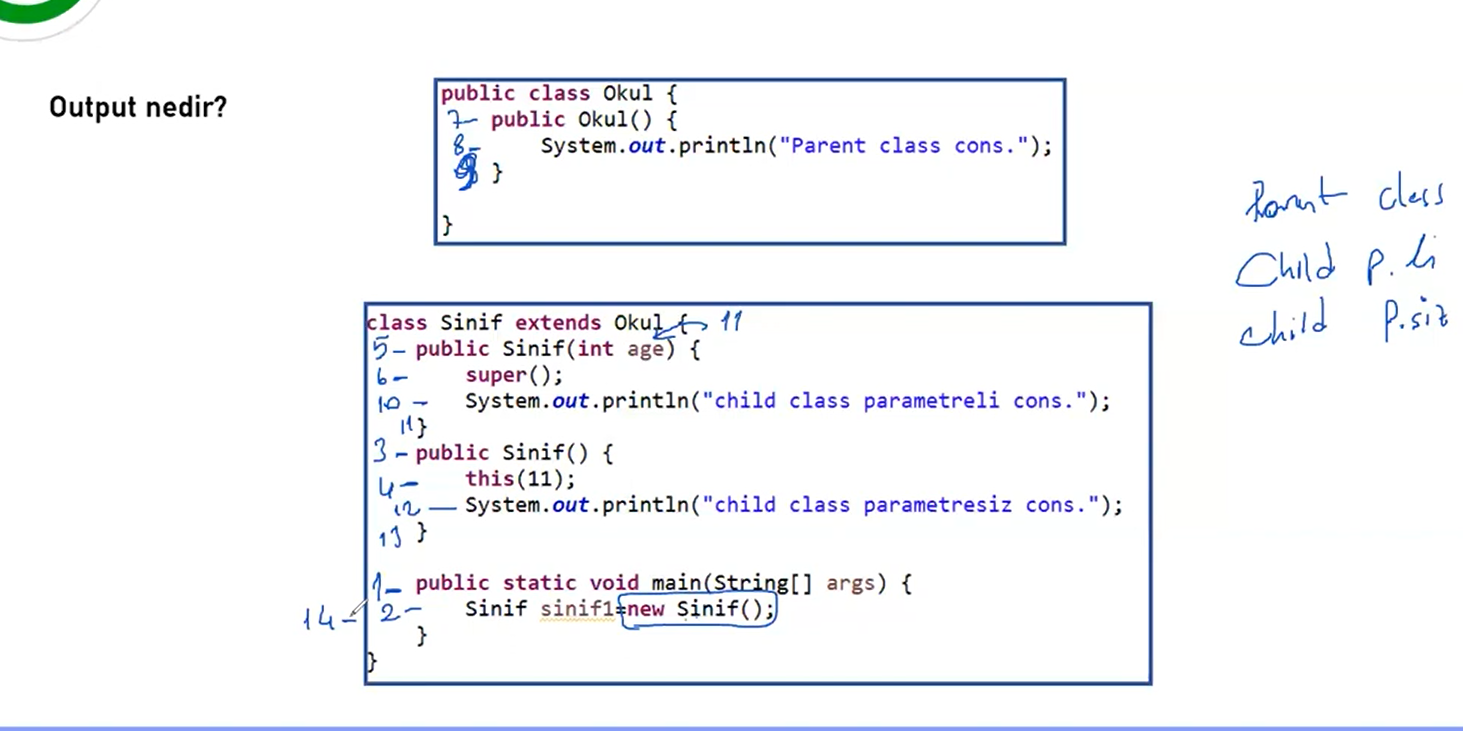 Output nedir?
public class Okul {
7- public Okul() {
8- System.out.println("Parent class cons.");
9 }
}
Parent class
Child p.li
child P.siz
class Sinif extends Okul { 11
5- public Sinif(int age) {
6- super();
10- System.out.println("child class parametreli cons.");
11 }
3- public Sinif() {
4- this(11);
12- System.out.println("child class parametresiz cons.");
13 }
1- public static void main(String[] args) {
14- 2- Sinif sinif1=new Sinif();
}
}